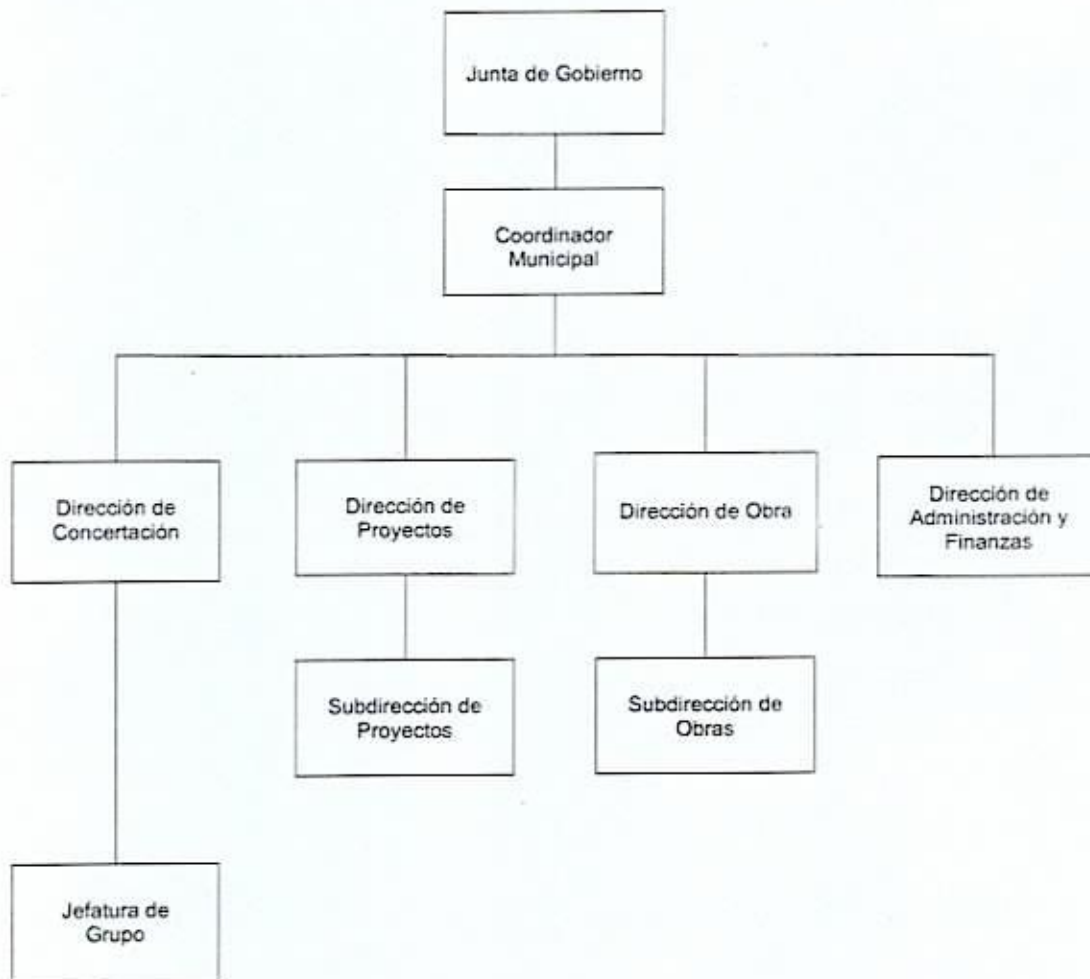 Junta de Gobierno
Coordinador
Municipal
Dirección de
Concertación
Dirección de
Proyectos
Dirección de Obra
Dirección de
Administración y
Finanzas
Subdirección de
Proyectos
Subdirección de
Obras
Jefatura de
Grupo